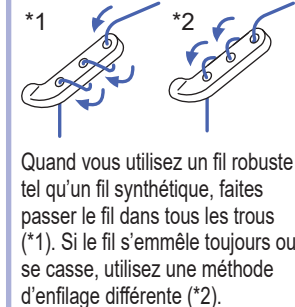 *1 *2
Quand vous utilisez un fil robuste
tel qu'un fil synthétique, faites
passer le fil dans tous les trous
(*1). Si le fil s'emmêle toujours ou
se casse, utilisez une méthode
d'enfilage différente (*2).